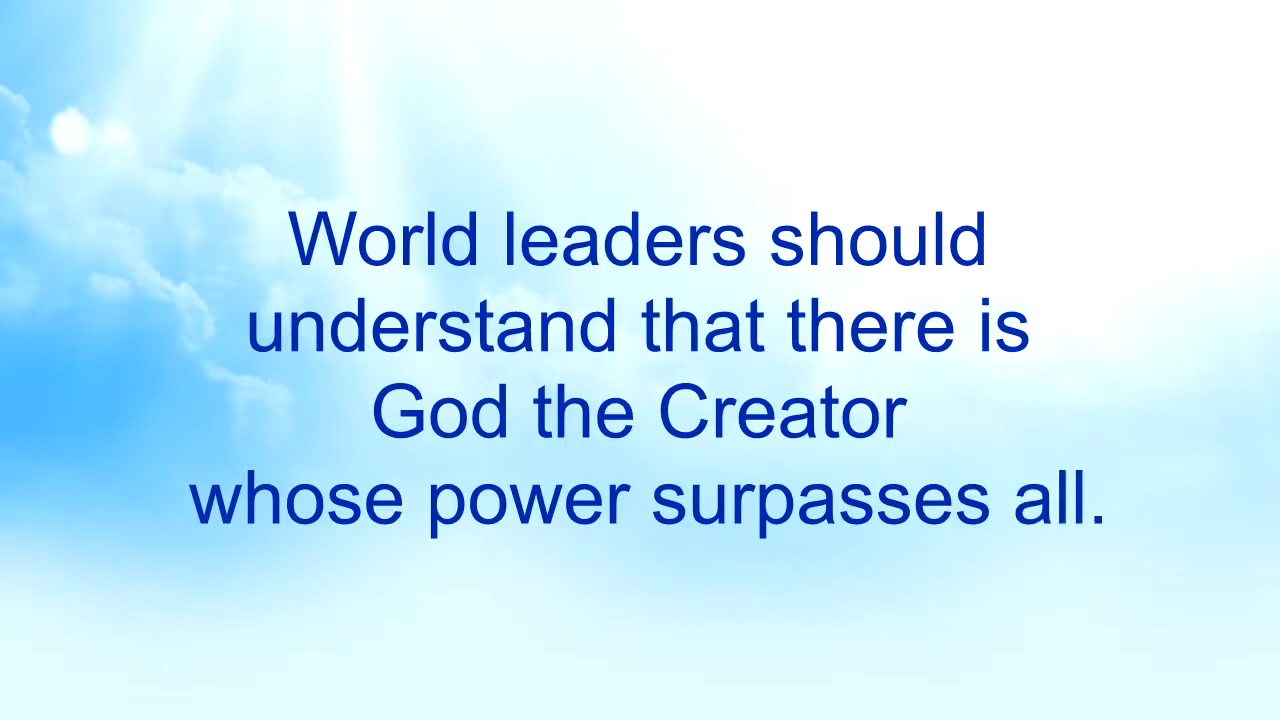 World leaders should
understand that there is
God the Creator
whose power surpasses all.